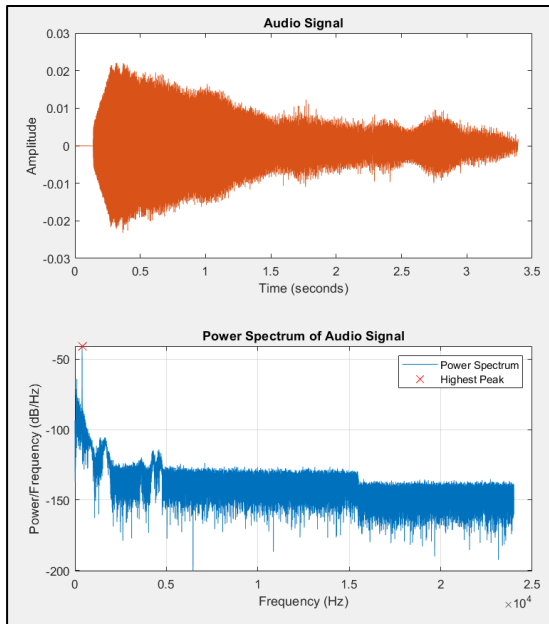 Audio Signal
0.03
0.02
0.01
0
-0.01
-0.02
-0.03
Amplitude
0 0.5 1 1.5 2 2.5 3 3.5
Time (seconds)
Power Spectrum of Audio Signal
-50
-100
-150
-200
Power/Frequency (dB/Hz)
Power Spectrum
Highest Peak
0 0.5 1 1.5 2 2.5
×10⁴
Frequency (Hz)